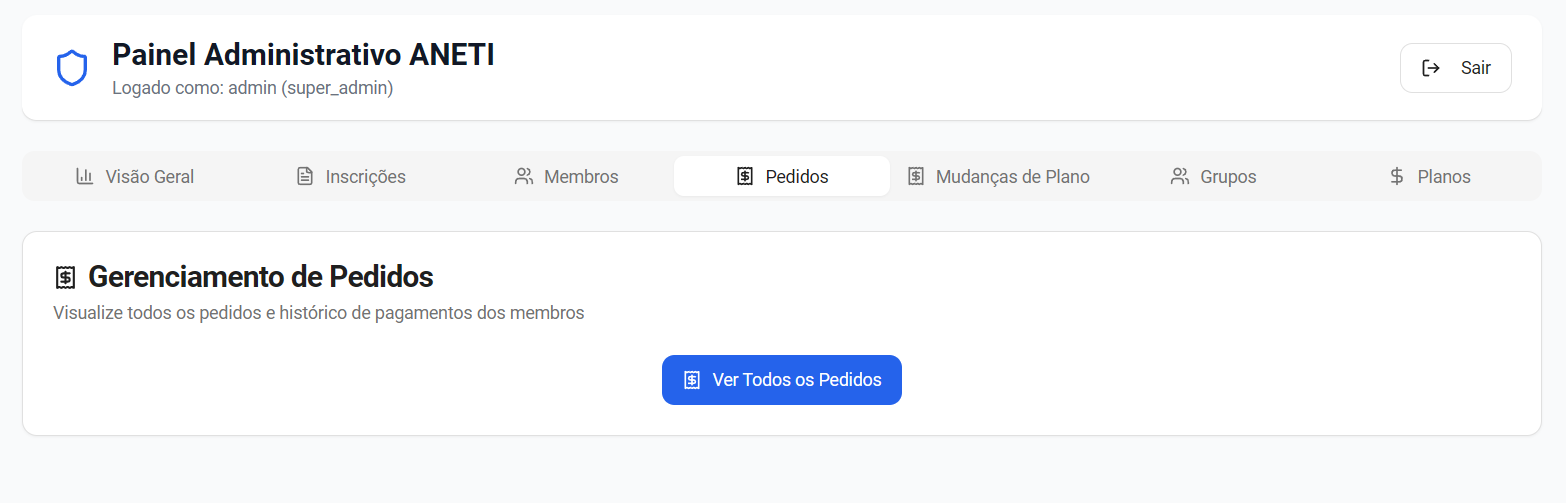 Painel Administrativo ANETI
Logado como: admin (super_admin)
Sair
Visão Geral
Inscrições
Membros
Pedidos
Mudanças de Plano
Grupos
Planos
Gerenciamento de Pedidos
Visualize todos os pedidos e histórico de pagamentos dos membros
Ver Todos os Pedidos